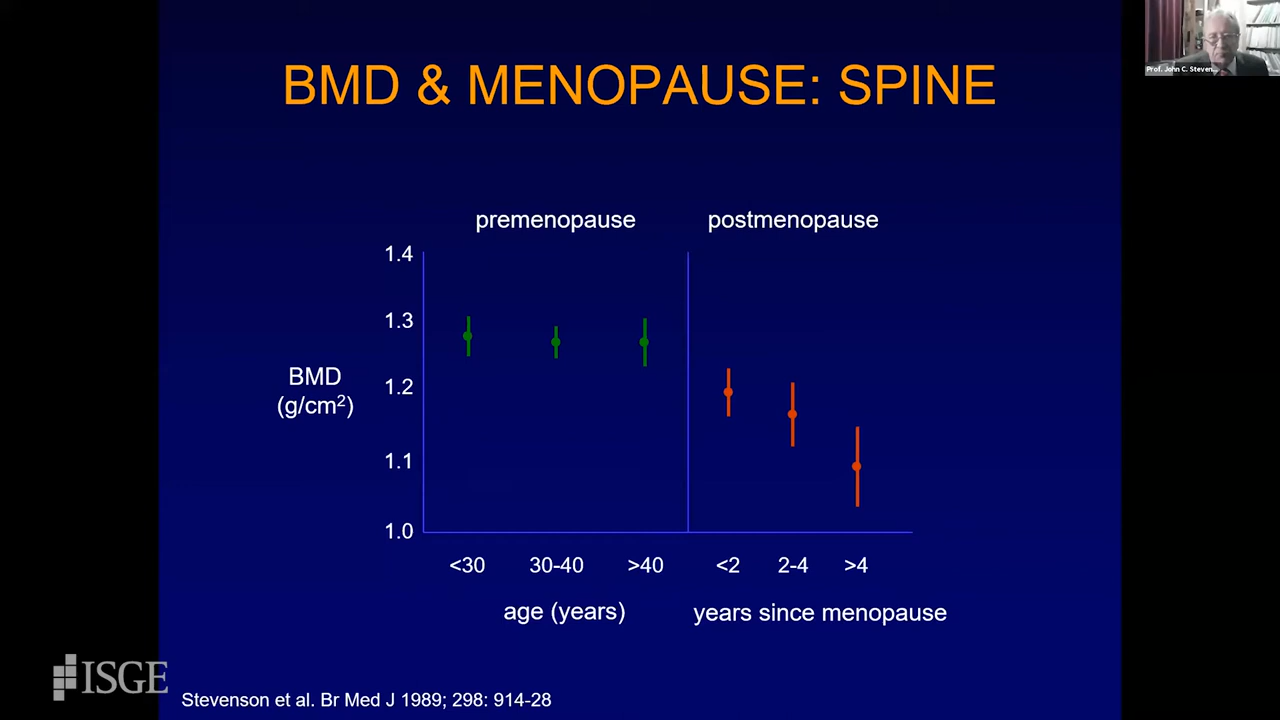 Prof. John C. Steven...
BMD & MENOPAUSE: SPINE
premenopause postmenopause
1.4
1.3
1.2
1.1
1.0
BMD
(g/cm²)
<30 30-40 >40 <2 2-4 >4
age (years) years since menopause
ISGE
Stevenson et al. Br Med J 1989; 298: 914-28